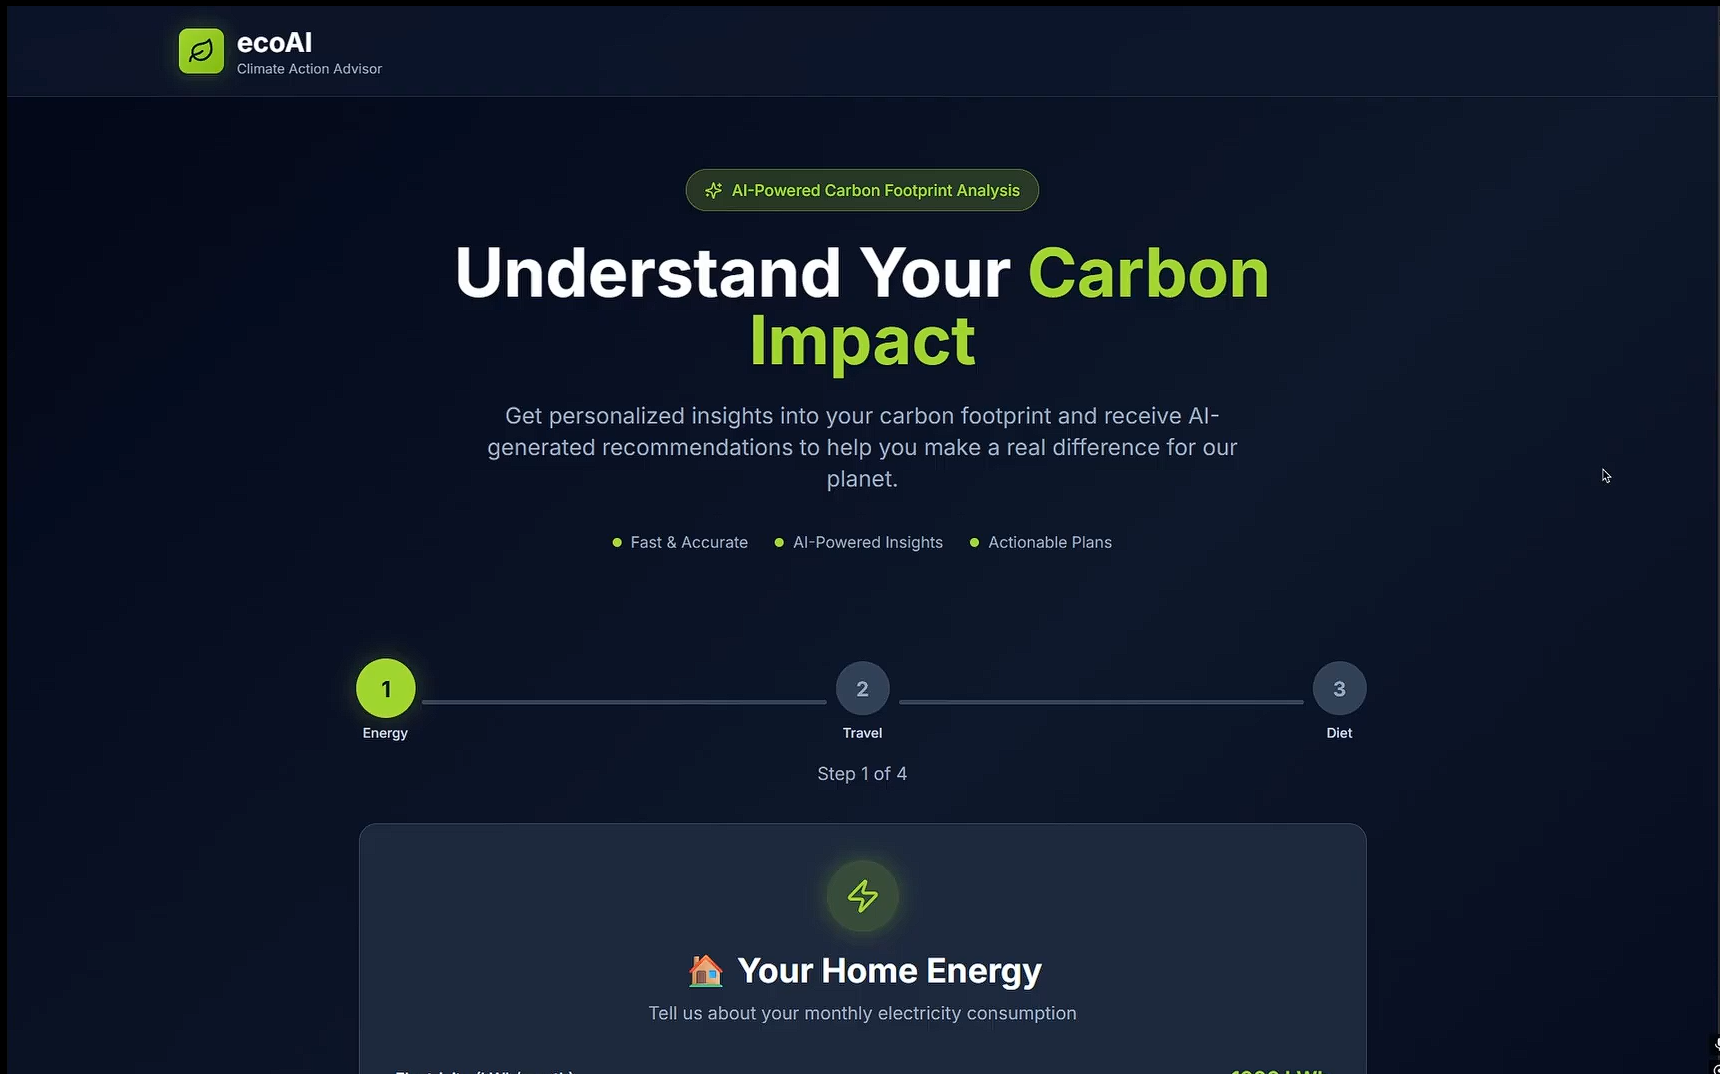 ecoAI
Climate Action Advisor
AI-Powered Carbon Footprint Analysis
Understand Your Carbon
Impact
Get personalized insights into your carbon footprint and receive AI-
generated recommendations to help you make a real difference for our
planet.
Fast & Accurate
AI-Powered Insights
Actionable Plans
1
2
3
Energy
Travel
Diet
Step 1 of 4
🏠 Your Home Energy
Tell us about your monthly electricity consumption